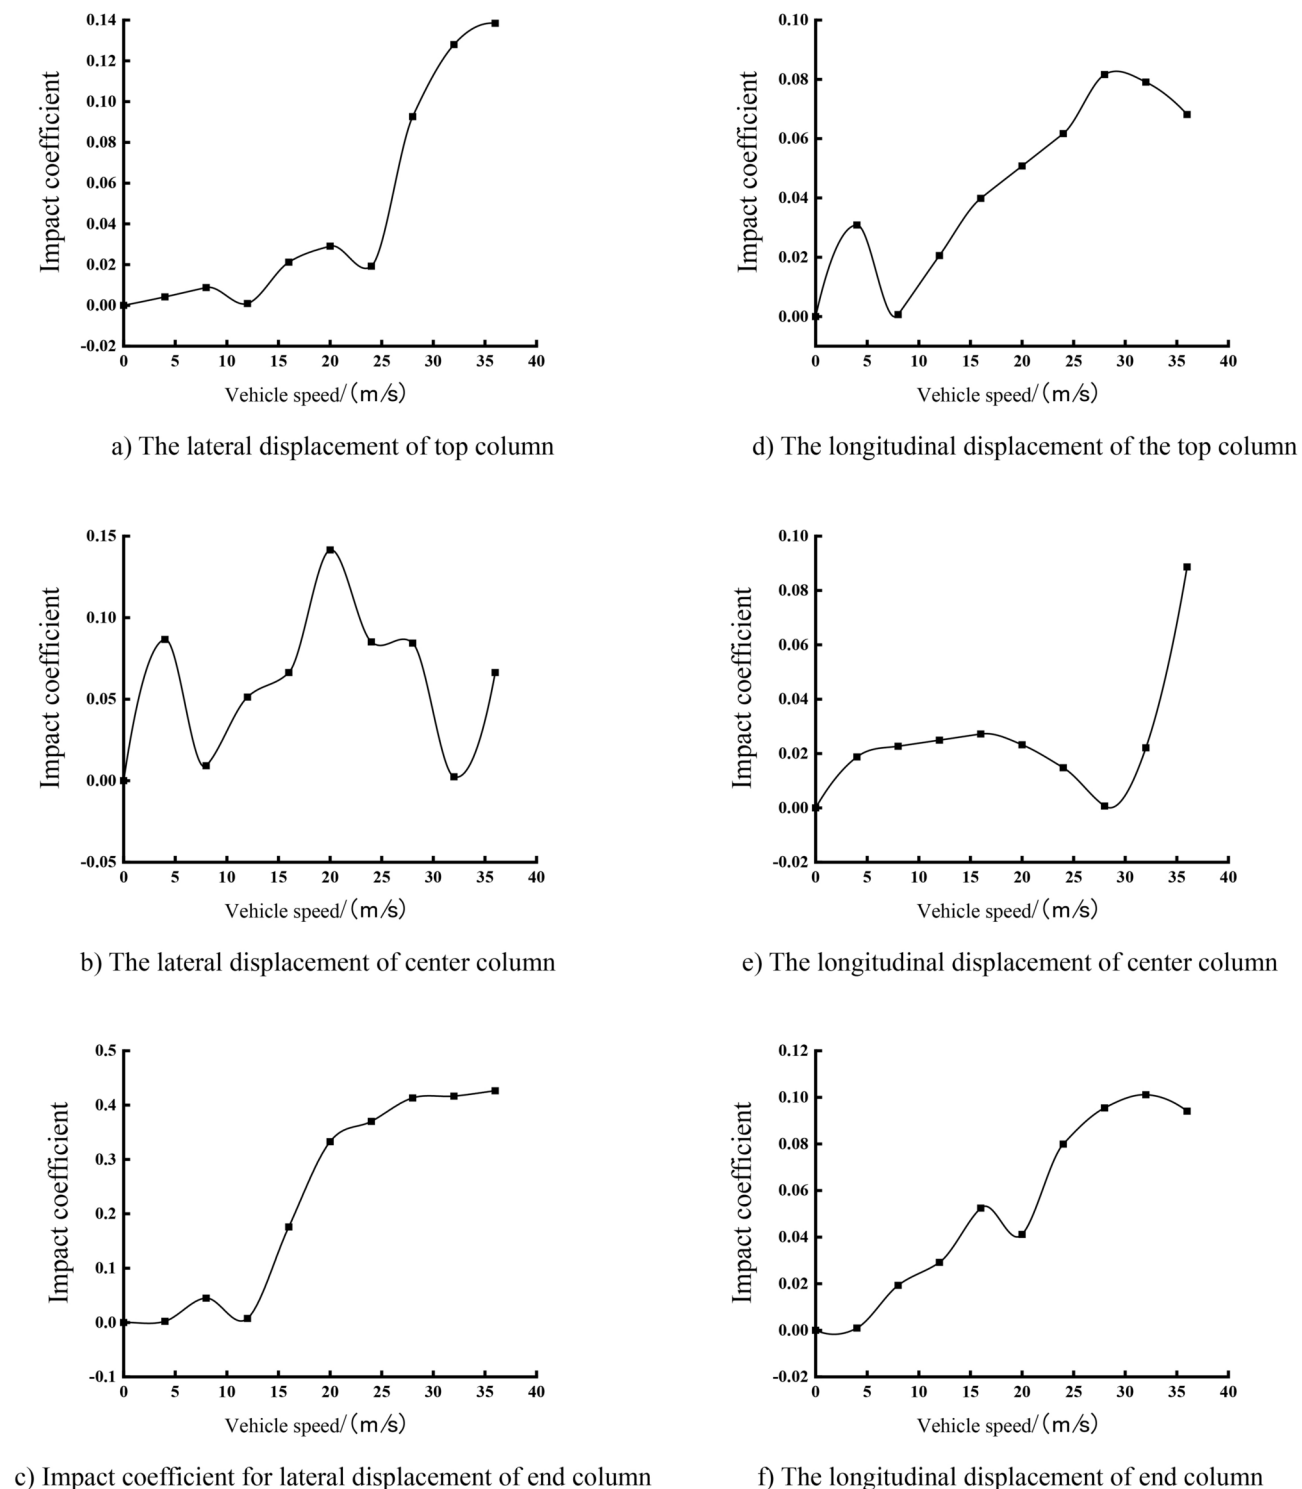 0.14
0.12
0.10
0.08
0.06
0.04
0.02
0.00
-0.02
Impact coefficient
0 5 10 15 20 25 30 35 40
Vehicle speed/(m/s)
a) The lateral displacement of top column
0.10
0.08
0.06
0.04
0.02
0.00
Impact coefficient
0 5 10 15 20 25 30 35 40
Vehicle speed/(m/s)
d) The longitudinal displacement of the top column
0.15
0.10
0.05
0.00
-0.05
Impact coefficient
0 5 10 15 20 25 30 35 40
Vehicle speed/(m/s)
b) The lateral displacement of center column
0.10
0.08
0.06
0.04
0.02
0.00
-0.02
Impact coefficient
0 5 10 15 20 25 30 35 40
Vehicle speed/(m/s)
e) The longitudinal displacement of center column
0.5
0.4
0.3
0.2
0.1
0.0
-0.1
Impact coefficient
0 5 10 15 20 25 30 35 40
Vehicle speed/(m/s)
c) Impact coefficient for lateral displacement of end column
0.12
0.10
0.08
0.06
0.04
0.02
0.00
-0.02
Impact coefficient
0 5 10 15 20 25 30 35 40
Vehicle speed/(m/s)
f) The longitudinal displacement of end column